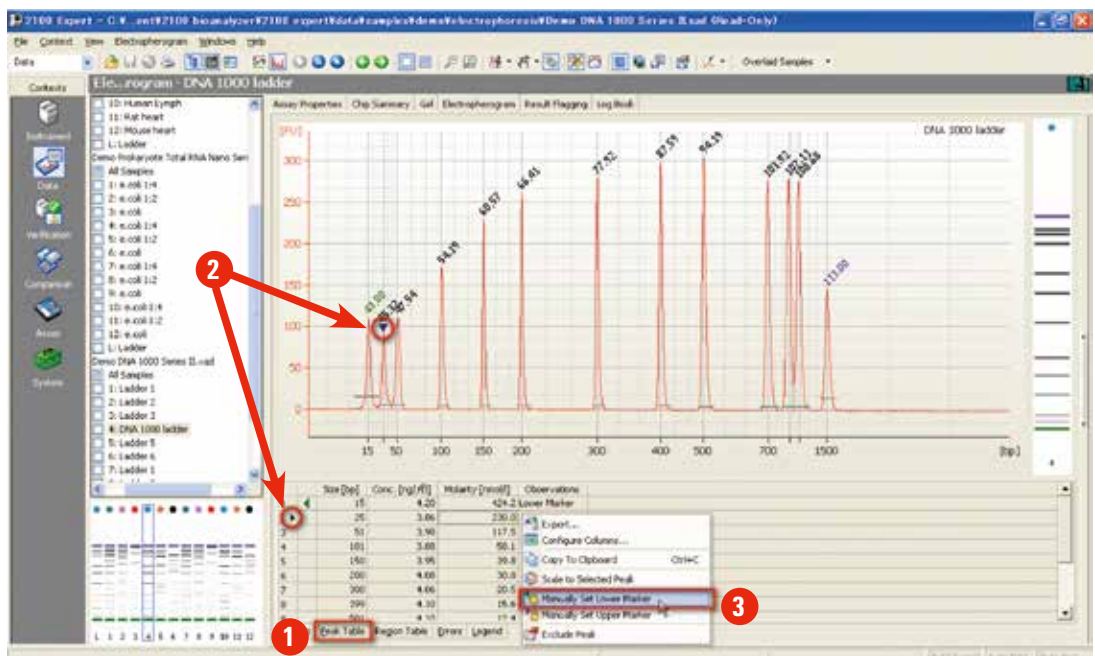 2100 Expert - C:¥...ent¥2100 bioanalyzer¥2100 expert¥data¥samples¥demo¥electrophoresis¥Demo DNA 1000 Series II.xad (Read-Only)
File Context View Electropherogram Windows Help
Data Overlaid Samples
Contexts Ele...rogram - DNA 1000 ladder
Instrument
Data
Verification
Comparison
Assay
System
10: Human Lymph
11: Rat heart
12: Mouse heart
L: Ladder
Demo Prokaryote Total RNA Nano Seri
All Samples
1: e.coli 1:4
2: e.coli 1:2
3: e.coli
4: e.coli 1:4
5: e.coli 1:2
6: e.coli
7: e.coli 1:4
8: e.coli 1:2
9: e.coli
10: e.coli 1:4
11: e.coli 1:2
12: e.coli
L: Ladder
Demo DNA 1000 Series II.xad
All Samples
1: Ladder 1
2: Ladder 2
3: Ladder 3
4: DNA 1000 ladder
5: Ladder 5
6: Ladder 6
7: Ladder 1
L 1 2 3 4 5 6 7 8 9 10 11 12
Assay Properties Chip Summary Gel Electropherogram Result Flagging Log Book
[FU] DNA 1000 ladder
300
250
200
150
100
50
0
43.00 47.54 54.19 60.57 66.41 77.92 87.59 94.39 101.92 113.00
15 50 100 150 200 300 400 500 700 1500 [bp]
2
Size [bp] Conc. [ng/µl] Molarity [nmol/l] Observations
15 4.20 424.2 Lower Marker
25 3.86 230.0
3 51 3.90 117.5
4 101 3.88 58.1
5 150 3.95 39.8
6 200 4.08 30.8
7 300 4.06 20.5
8 399 4.10 15.6
Export...
Configure Columns...
Copy To Clipboard Ctrl+C
Scale to Selected Peak
Manually Set Lower Marker
Manually Set Upper Marker
Exclude Peak
3
1
Peak Table Region Table Errors Legend